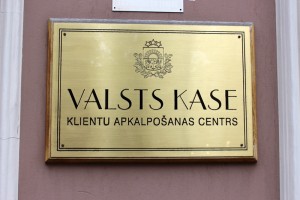 VALSTS KASE
KLIENTU APKALPOŠANAS CENTRS